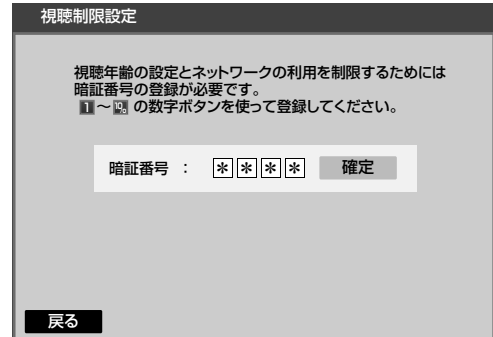 視聴制限設定
視聴年齢の設定とネットワークの利用を制限するためには
暗証番号の登録が必要です。
1～10 の数字ボタンを使って登録してください。
暗証番号 ： ＊＊＊＊ 確定
戻る